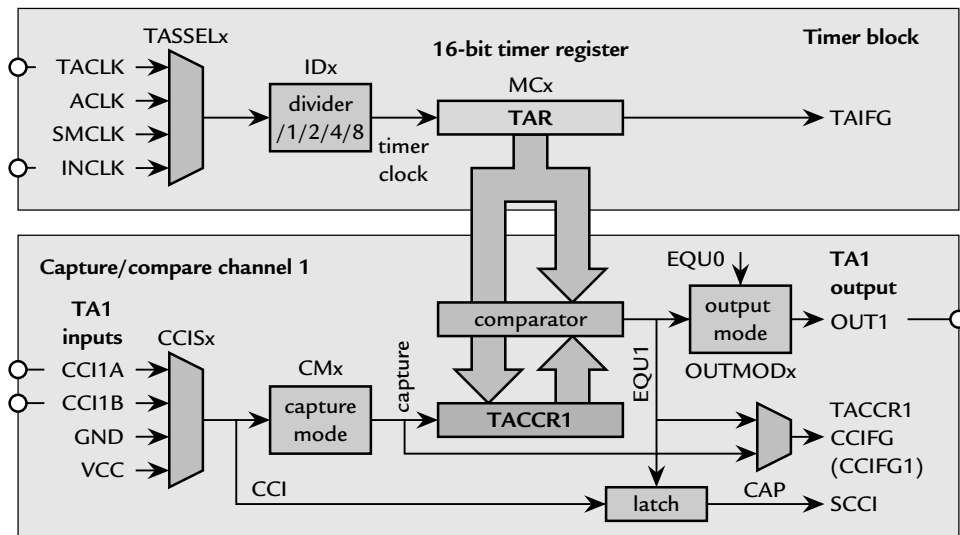 TASSELx
16-bit timer register
Timer block
TACLK
ACLK
SMCLK
INCLK
IDx
divider
/1/2/4/8
timer
clock
MCx
TAR
TAIFG
Capture/compare channel 1
TA1
inputs
CCISx
CCI1A
CCI1B
GND
VCC
CMx
capture
mode
capture
comparator
TACCR1
EQU0
EQU1
output
mode
OUTMODx
TA1
output
OUT1
TACCR1
CCIFG
(CCIFG1)
CCI
latch
CAP
SCCI